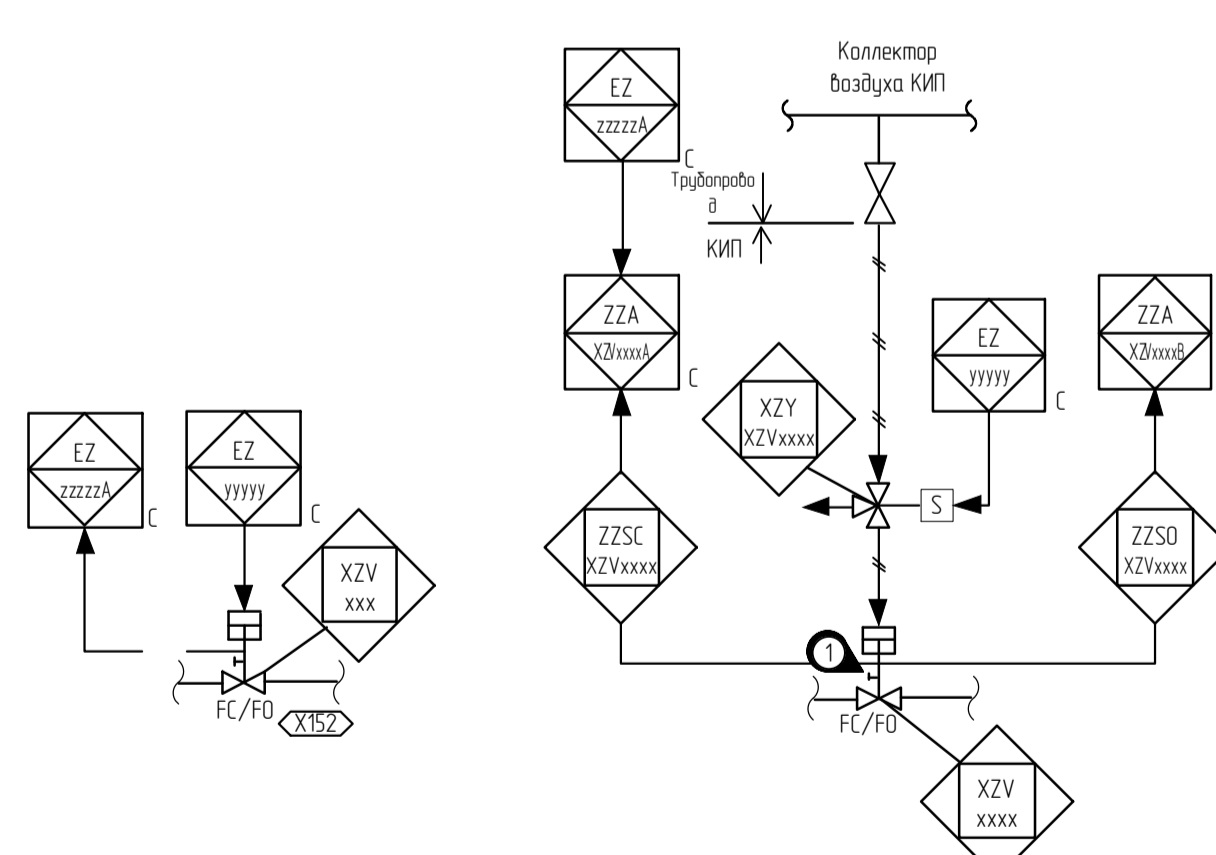 Коллектор
воздуха КИП
EZ
zzzzzA
C
Трубопрово
д
КИП
ZZA
XZVxxxxA
C
EZ
yyyyy
C
ZZA
XZVxxxxB
XZY
XZVxxxx
S
ZZSC
XZVxxxx
ZZSO
XZVxxxx
1
FC/FO
XZV
xxxx
EZ
zzzzzA
C
EZ
yyyyy
C
XZV
xxx
FC/FO
X152